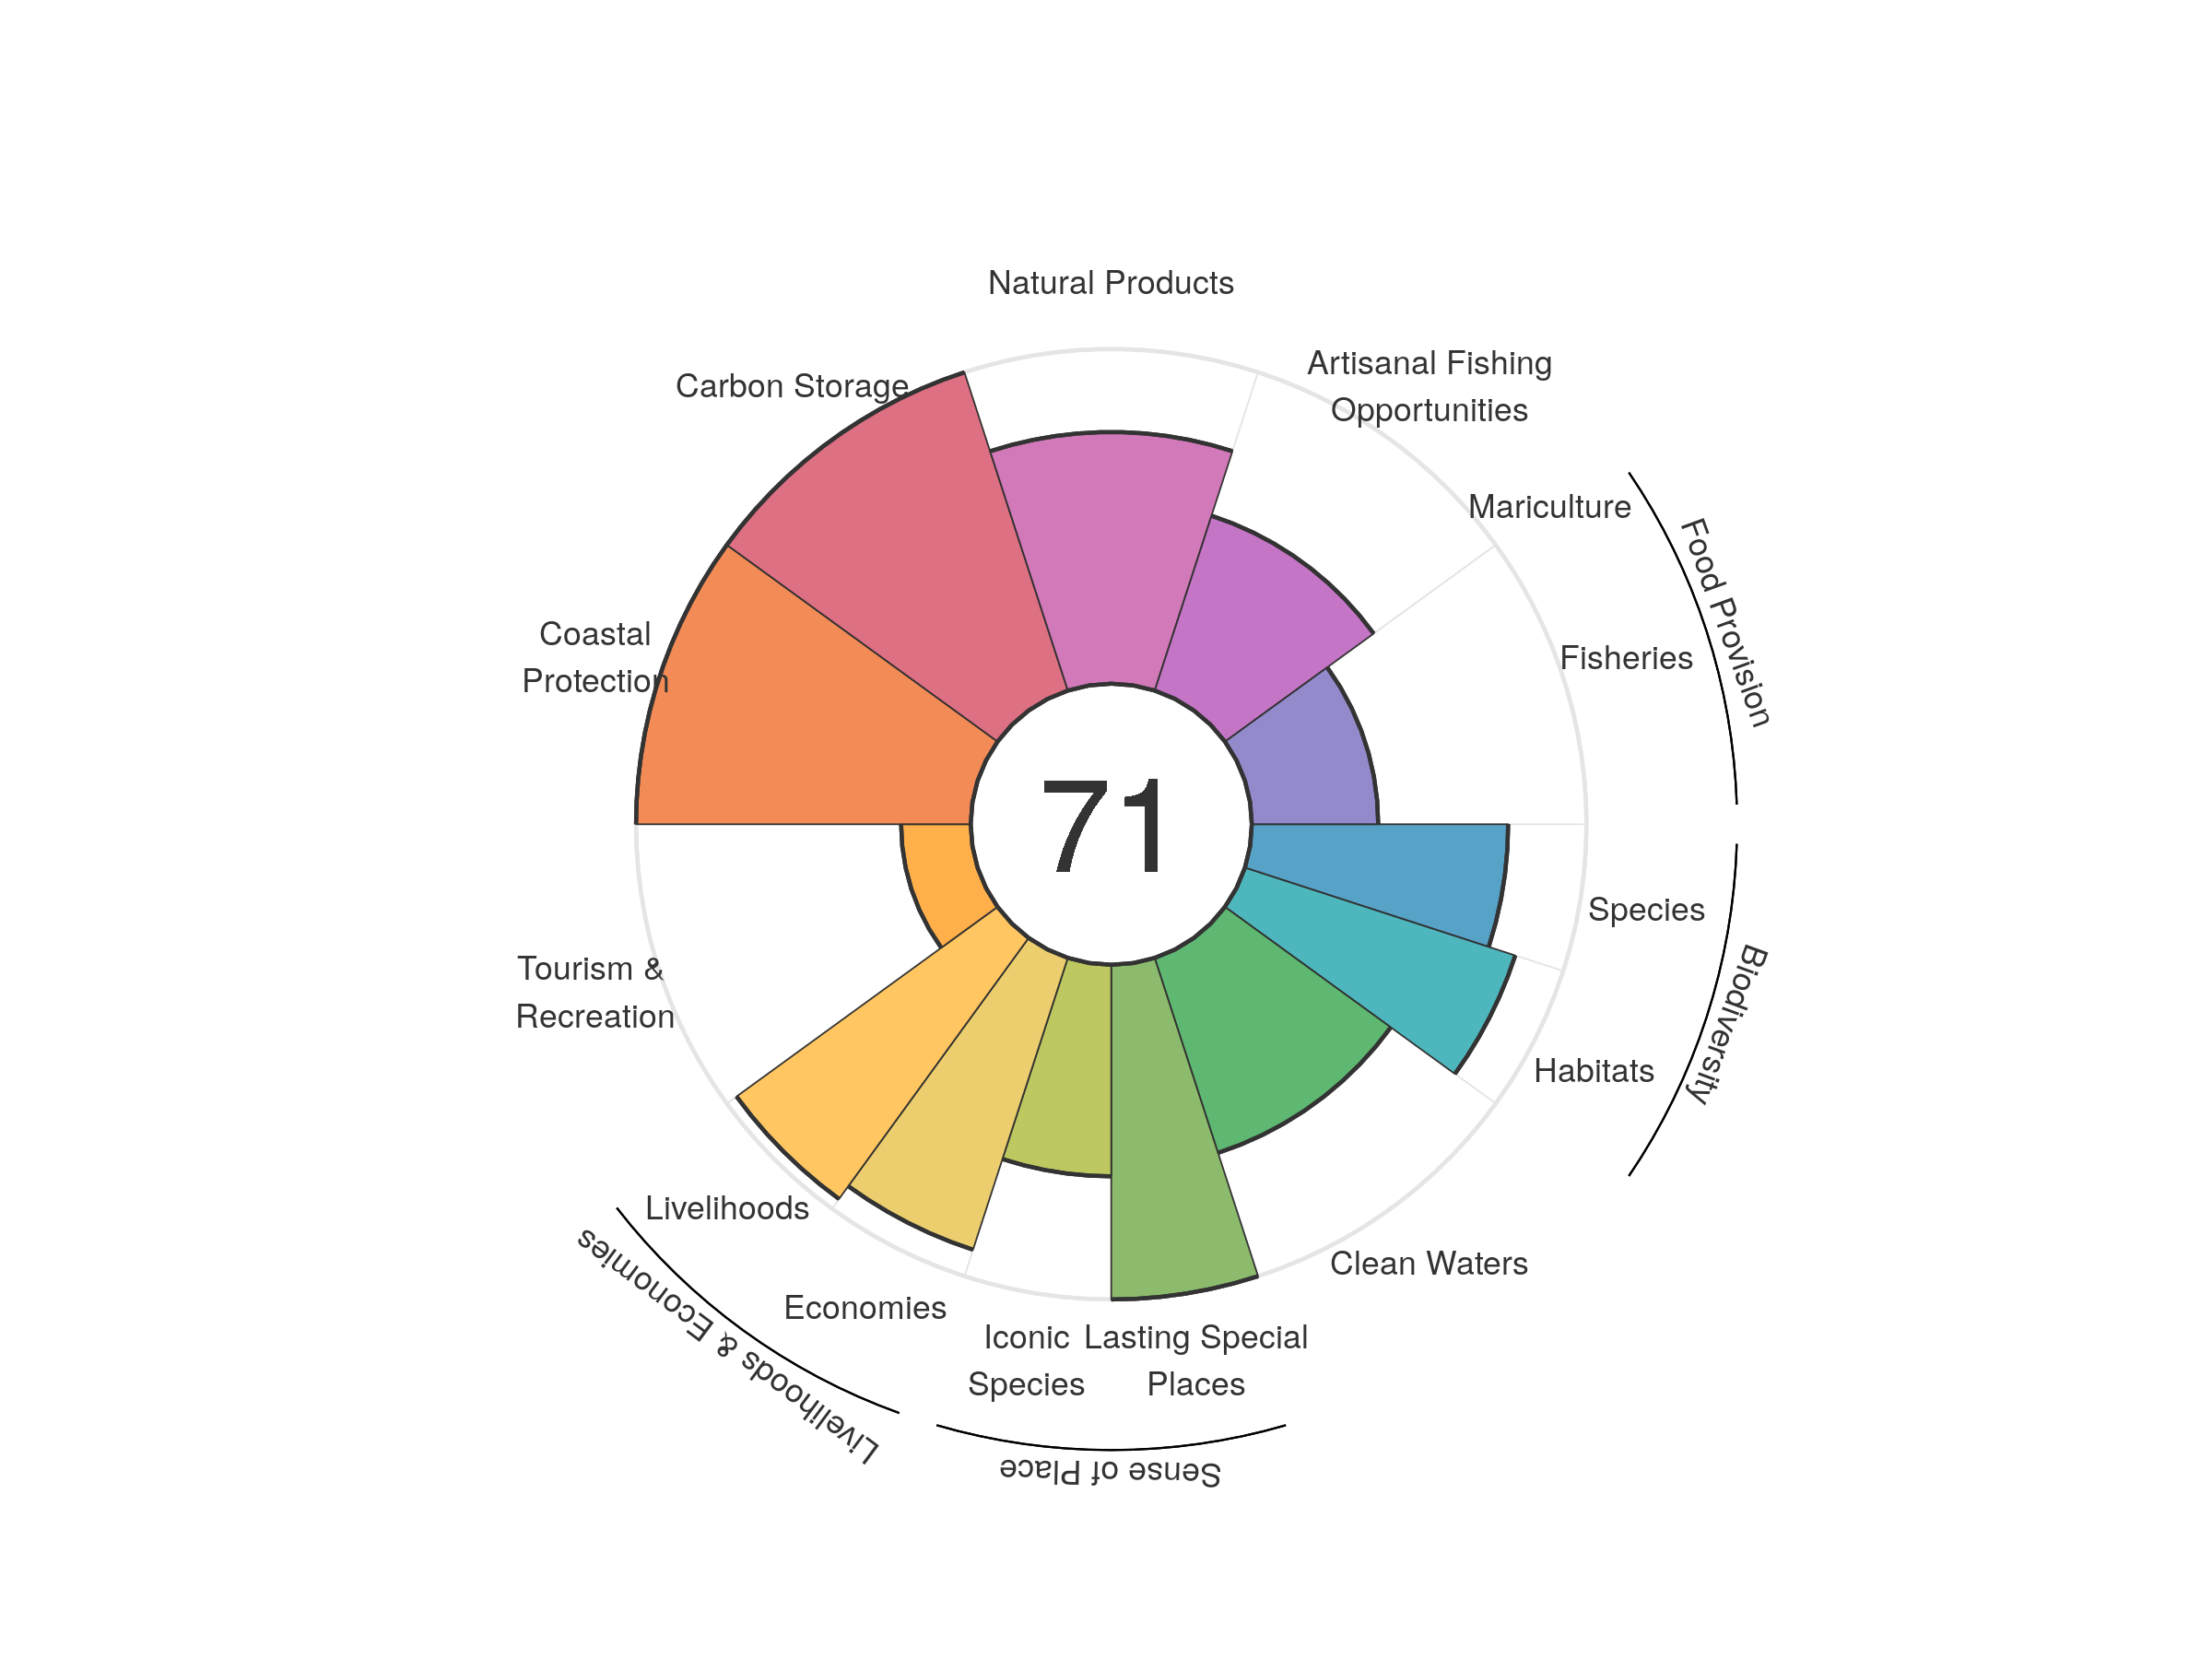 Natural Products
Artisanal Fishing
Opportunities
Carbon Storage
Mariculture
Food Provision
Fisheries
Coastal
Protection
71
Species
Biodiversity
Tourism &
Recreation
Habitats
Livelihoods
Livelihoods & Economies
Clean Waters
Economies
Iconic
Species
Lasting Special
Places
Sense of Place